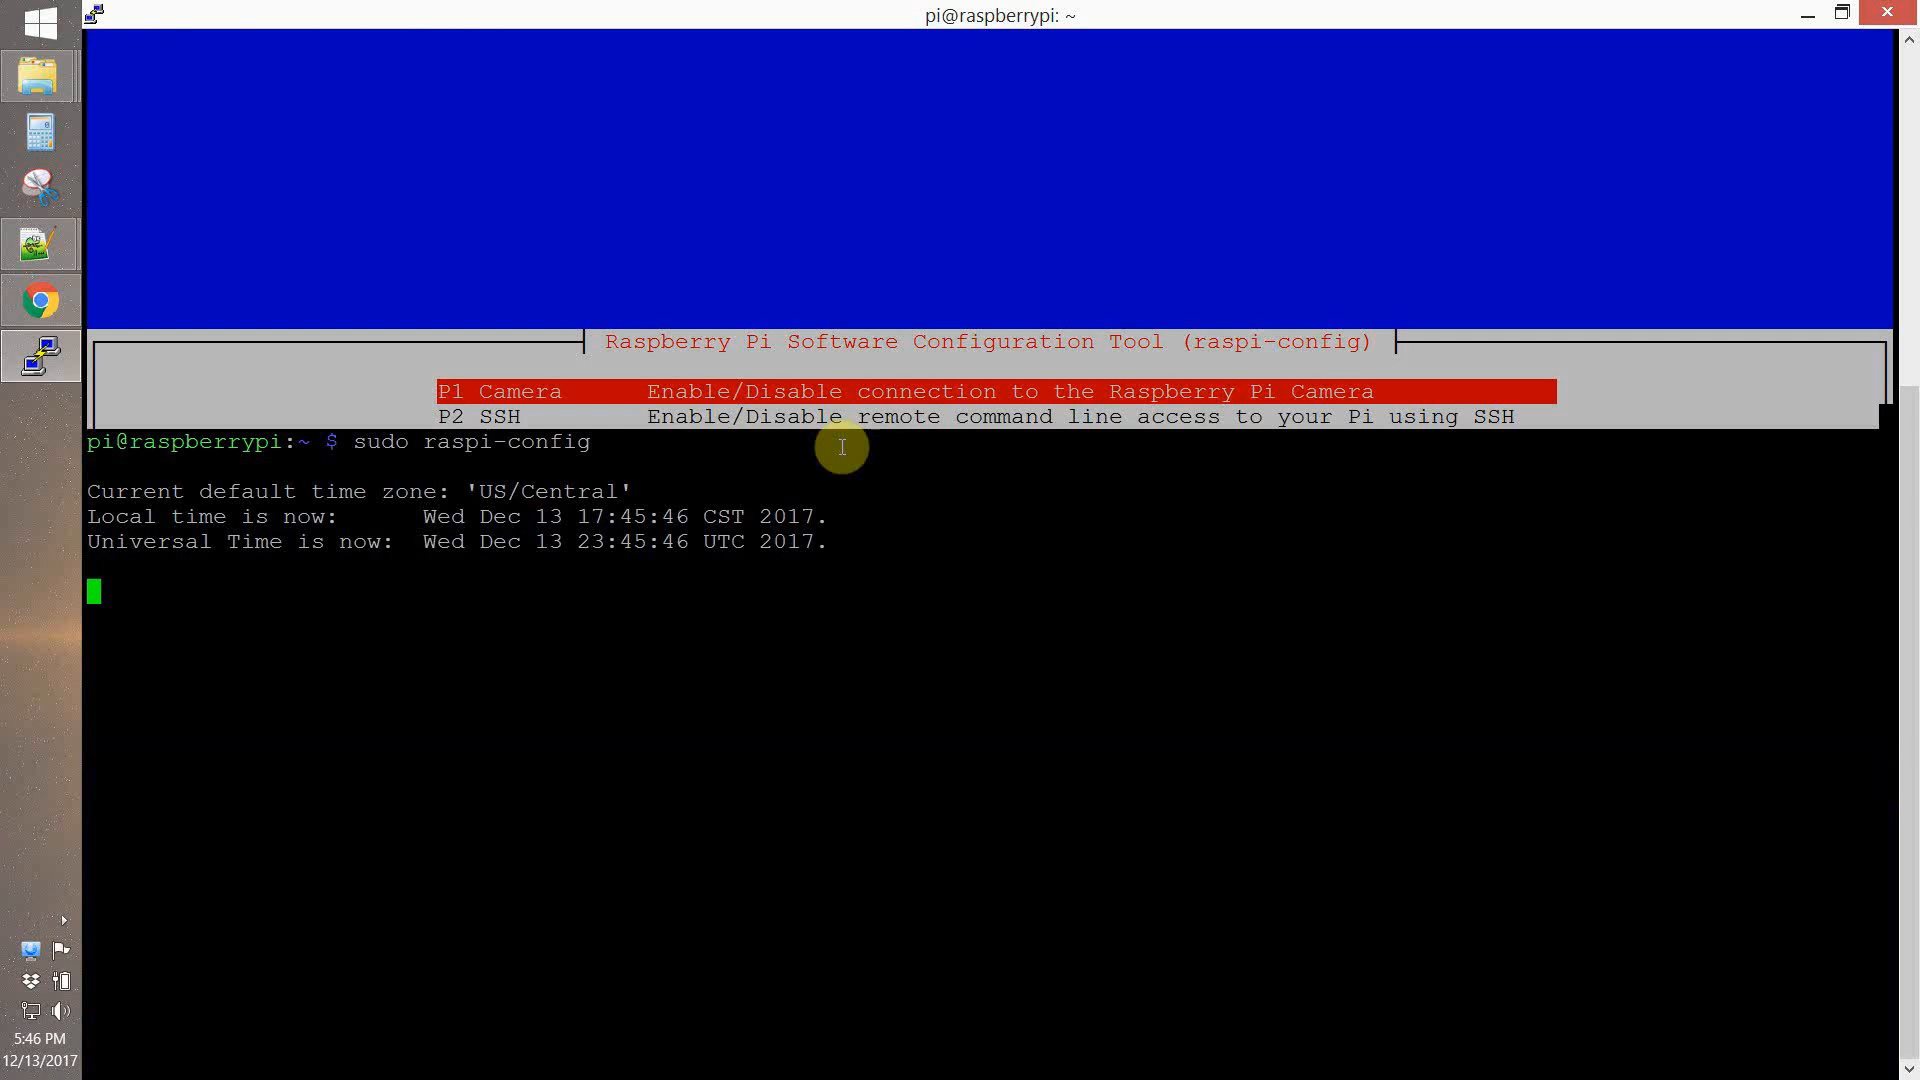 pi@raspberrypi: ~
Raspberry Pi Software Configuration Tool (raspi-config)
P1 Camera Enable/Disable connection to the Raspberry Pi Camera
P2 SSH Enable/Disable remote command line access to your Pi using SSH
pi@raspberrypi:~ $ sudo raspi-config
Current default time zone: 'US/Central'
Local time is now: Wed Dec 13 17:45:46 CST 2017.
Universal Time is now: Wed Dec 13 23:45:46 UTC 2017.
5:46 PM
12/13/2017